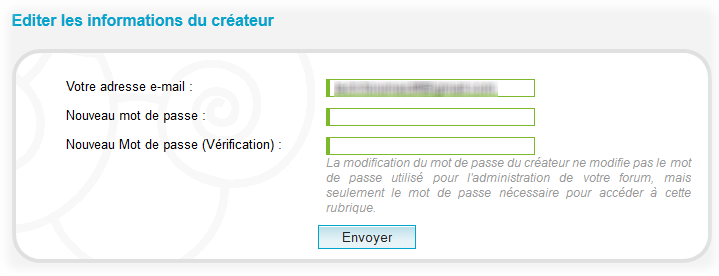 Editer les informations du créateur
Votre adresse e-mail :
Nouveau mot de passe :
Nouveau Mot de passe (Vérification) :
La modification du mot de passe du créateur ne modifie pas le mot
de passe utilisé pour l'administration de votre forum, mais
seulement le mot de passe nécessaire pour accéder à cette
rubrique.
Envoyer